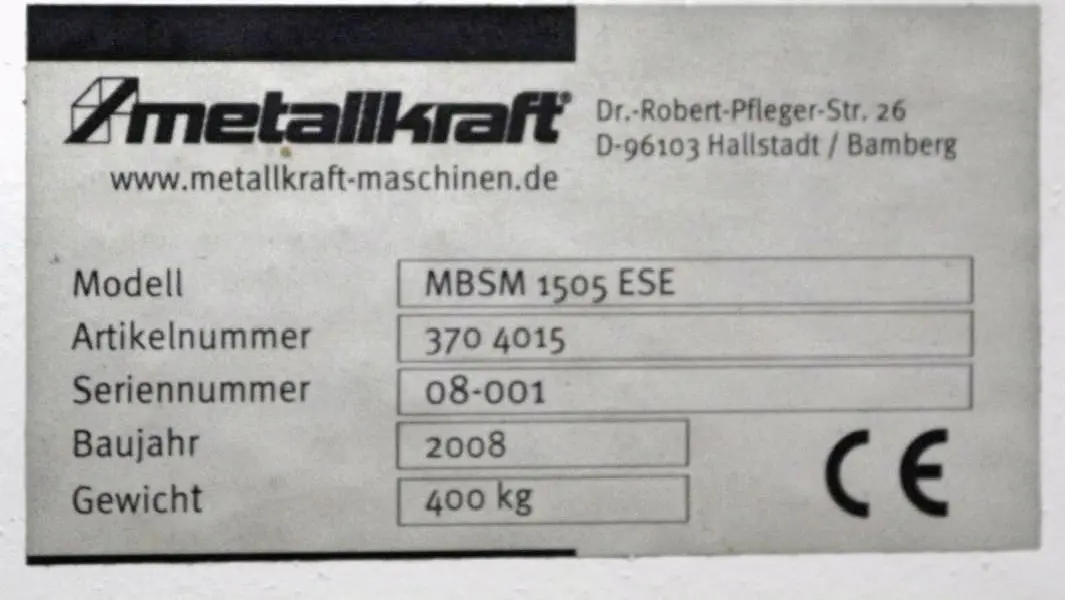 metallkraft®
www.metallkraft-maschinen.de
Dr.-Robert-Pfleger-Str. 26
D-96103 Hallstadt / Bamberg
Modell MBSM 1505 ESE
Artikelnummer 370 4015
Seriennummer 08-001
Baujahr 2008
Gewicht 400 kg
CE